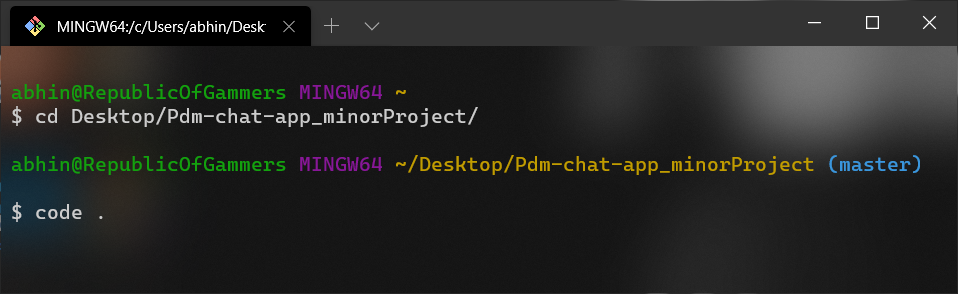 MINGW64:/c/Users/abhin/Desk
abhin@RepublicOfGammers MINGW64 ~
$ cd Desktop/Pdm-chat-app_minorProject/
abhin@RepublicOfGammers MINGW64 ~/Desktop/Pdm-chat-app_minorProject (master)
$ code .